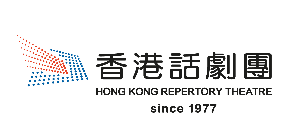 香港話劇團
HONG KONG REPERTORY THEATRE
since 1977